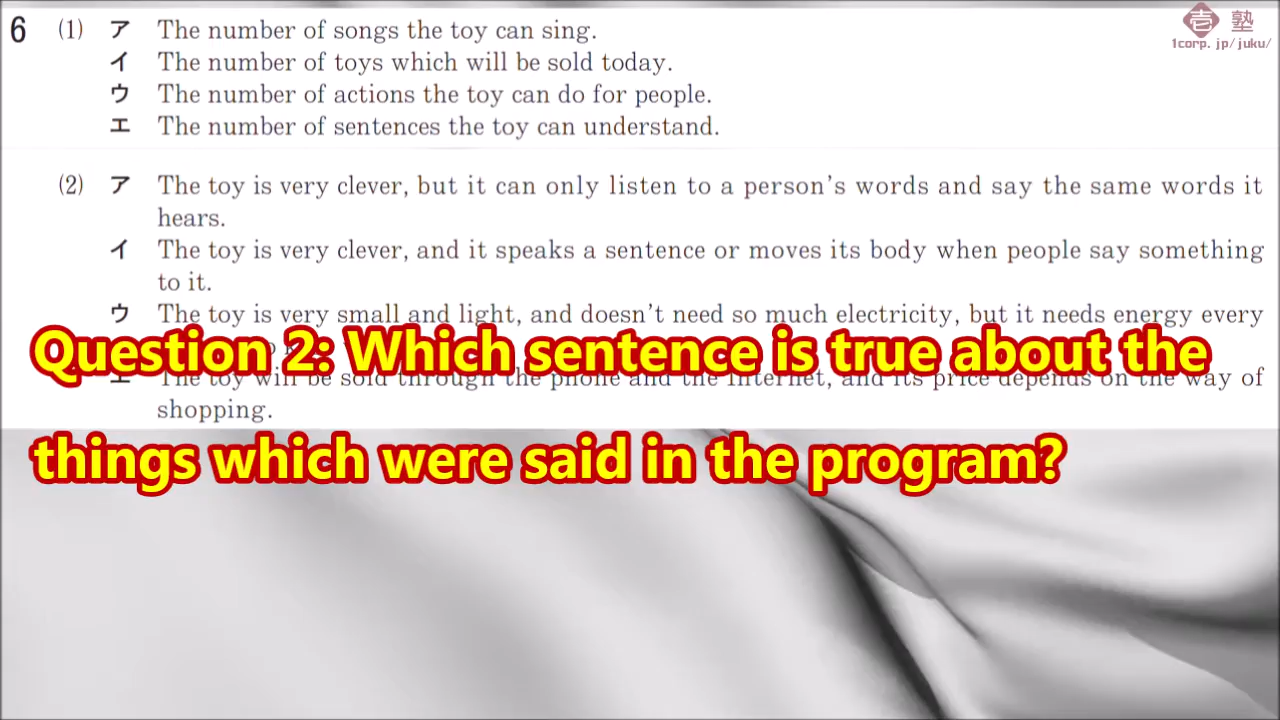 壱 塾
1corp.jp/juku/
6 (1) ア The number of songs the toy can sing.
イ The number of toys which will be sold today.
ウ The number of actions the toy can do for people.
エ The number of sentences the toy can understand.
(2) ア The toy is very clever, but it can only listen to a person's words and say the same words it
hears.
イ The toy is very clever, and it speaks a sentence or moves its body when people say something
to it.
ウ The toy is very small and light, and doesn't need so much electricity, but it needs energy every
Question 2: Which sentence is true about the
エ The toy will be sold through the phone and the Internet, and its price depends on the way of
shopping.
things which were said in the program?